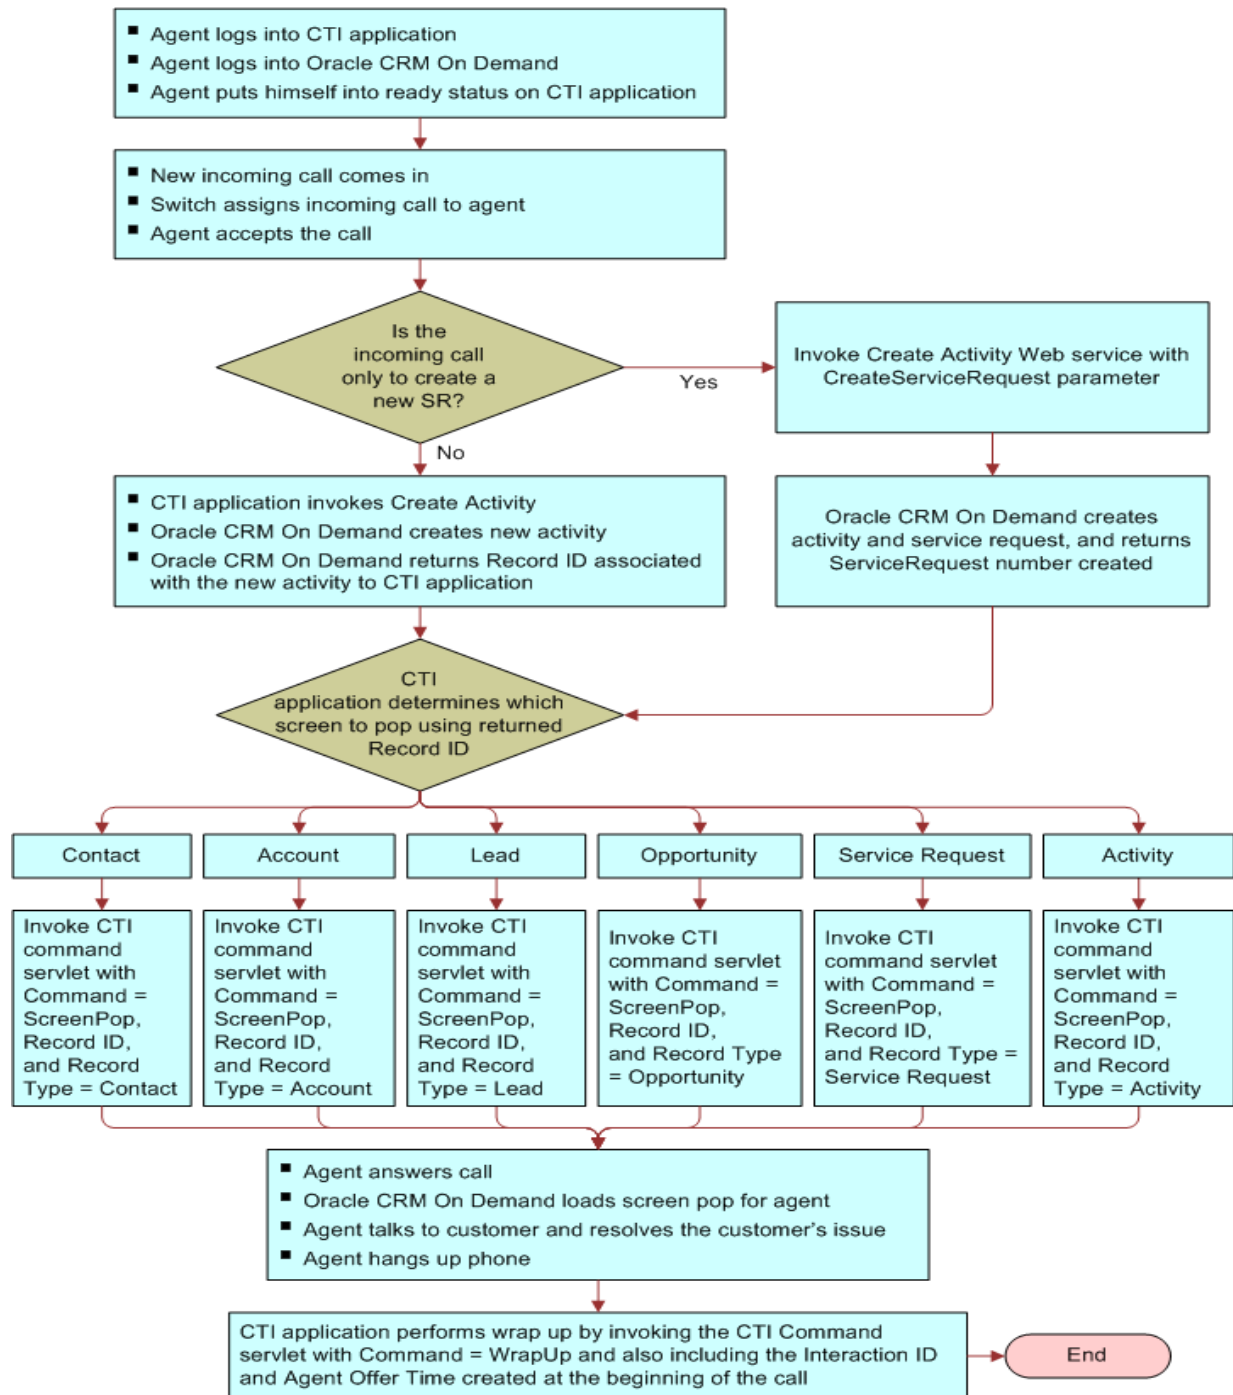 ▪ Agent logs into CTI application
▪ Agent logs into Oracle CRM On Demand
▪ Agent puts himself into ready status on CTI application
▪ New incoming call comes in
▪ Switch assigns incoming call to agent
▪ Agent accepts the call
Is the
incoming call
only to create a
new SR?
Yes
Invoke Create Activity Web service with
CreateServiceRequest parameter
No
▪ CTI application invokes Create Activity
▪ Oracle CRM On Demand creates new activity
▪ Oracle CRM On Demand returns Record ID associated
with the new activity to CTI application
Oracle CRM On Demand creates
activity and service request, and returns
ServiceRequest number created
CTI
application determines which
screen to pop using returned
Record ID
Contact
Account
Lead
Opportunity
Service Request
Activity
Invoke CTI
command
servlet with
Command =
ScreenPop,
Record ID,
and Record
Type = Contact
Invoke CTI
command
servlet with
Command =
ScreenPop,
Record ID,
and Record
Type = Account
Invoke CTI
command
servlet with
Command =
ScreenPop,
Record ID,
and Record
Type = Lead
Invoke CTI
command servlet
with Command =
ScreenPop,
Record ID,
and Record Type
= Opportunity
Invoke CTI
command servlet
with Command =
ScreenPop,
Record ID,
and Record Type =
Service Request
Invoke CTI
command
servlet with
Command =
ScreenPop,
Record ID,
and Record
Type = Activity
▪ Agent answers call
▪ Oracle CRM On Demand loads screen pop for agent
▪ Agent talks to customer and resolves the customer's issue
▪ Agent hangs up phone
CTI application performs wrap up by invoking the CTI Command
servlet with Command = WrapUp and also including the Interaction ID
and Agent Offer Time created at the beginning of the call
End